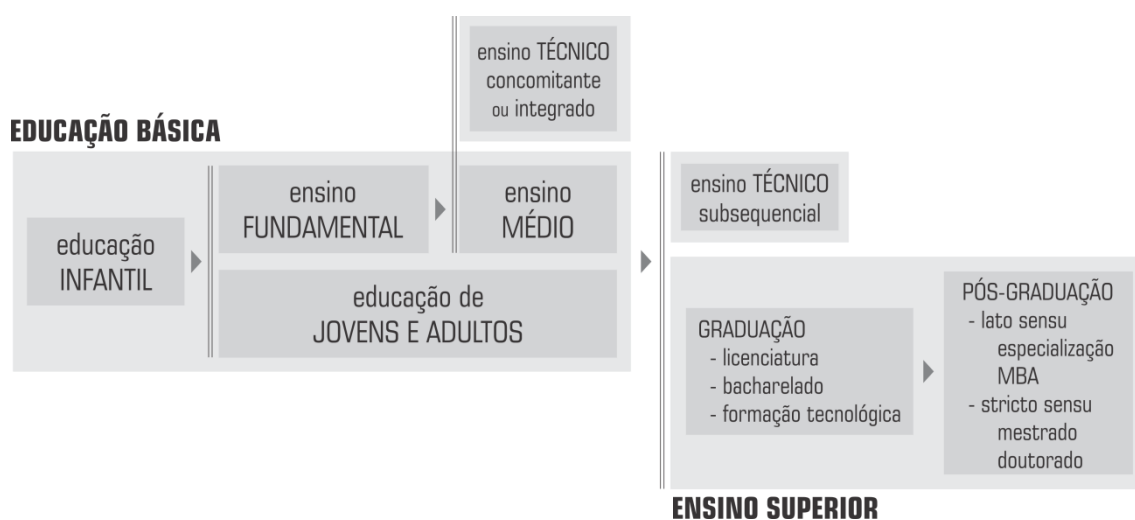 ensino TÉCNICO
concomitante
ou integrado
EDUCAÇÃO BÁSICA
educação
INFANTIL
ensino
FUNDAMENTAL
ensino
MÉDIO
educação de
JOVENS E ADULTOS
ensino TÉCNICO
subsequencial
GRADUAÇÃO
- licenciatura
- bacharelado
- formação tecnológica
PÓS-GRADUAÇÃO
- lato sensu
especialização
MBA
- stricto sensu
mestrado
doutorado
ENSINO SUPERIOR